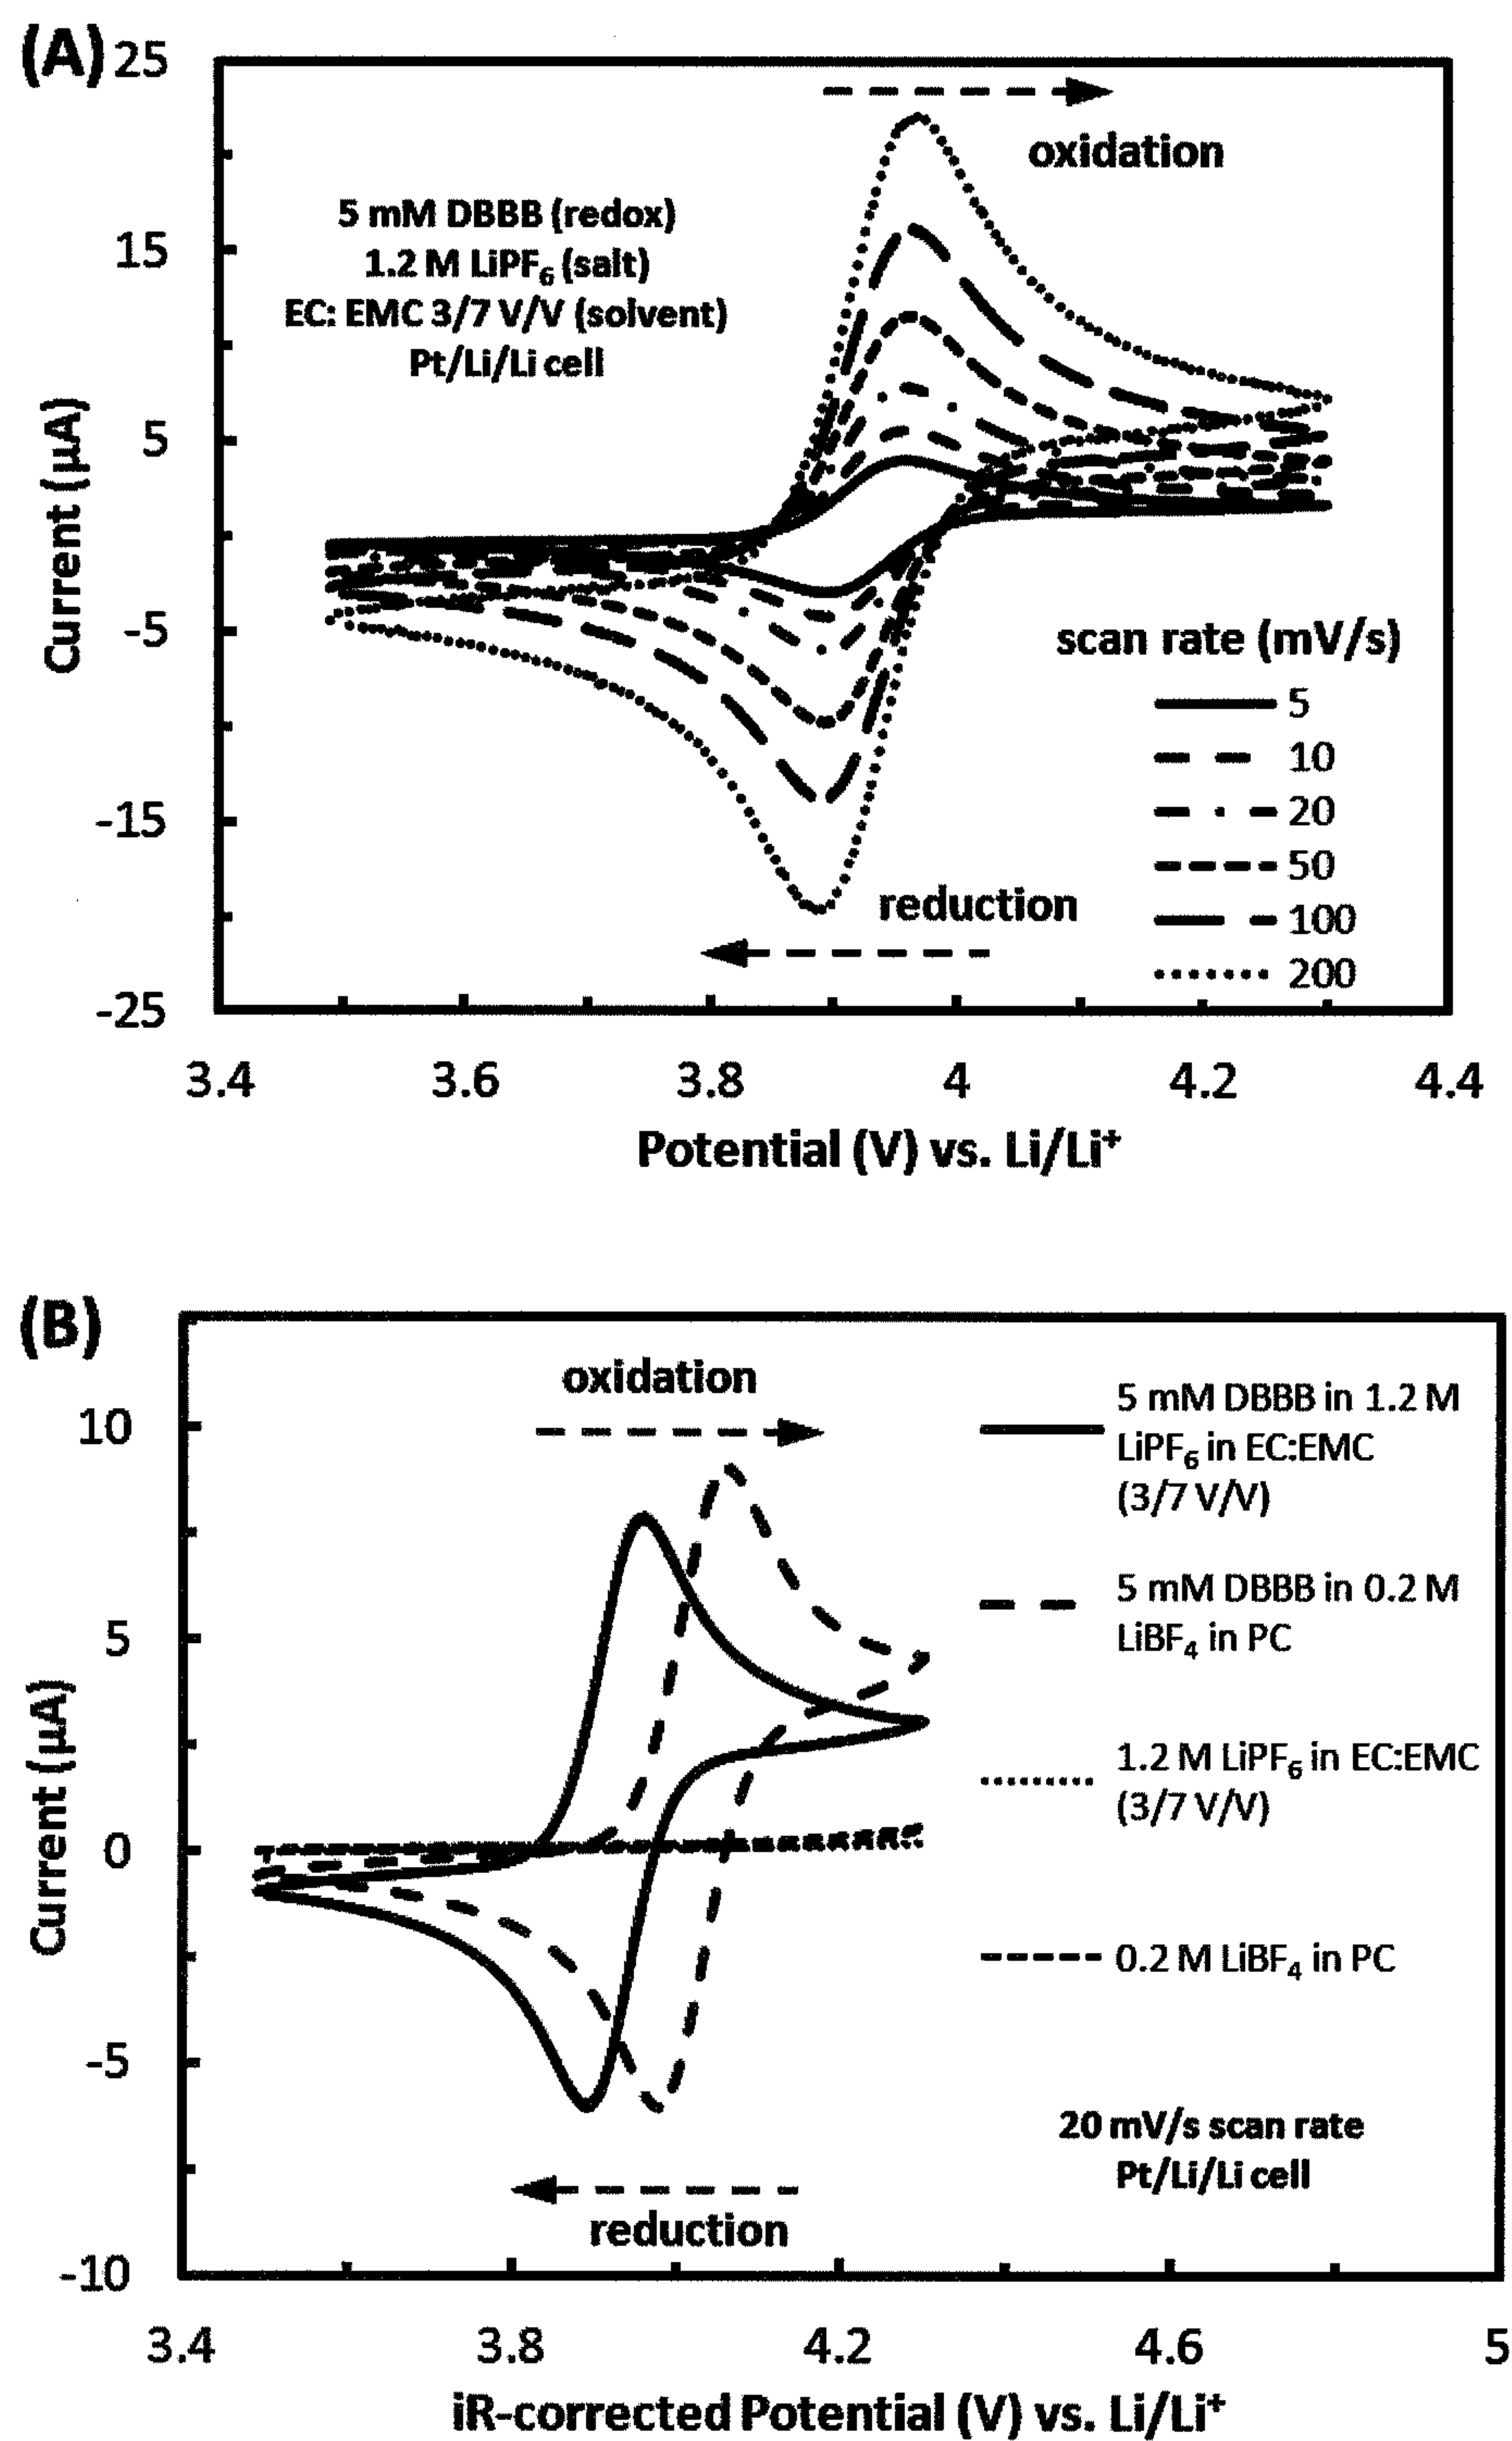 (A)
25
15
5
-5
-15
-25
Current (µA)
oxidation
5 mM DBBB (redox)
1.2 M LiPF₆ (salt)
EC: EMC 3/7 V/V (solvent)
Pt/Li/Li cell
scan rate (mV/s)
5
10
20
50
100
200
reduction
3.4 3.6 3.8 4 4.2 4.4
Potential (V) vs. Li/Li⁺
(B)
10
5
0
-5
-10
Current (µA)
oxidation
5 mM DBBB in 1.2 M
LiPF₆ in EC:EMC
(3/7 V/V)
5 mM DBBB in 0.2 M
LiBF₄ in PC
1.2 M LiPF₆ in EC:EMC
(3/7 V/V)
0.2 M LiBF₄ in PC
20 mV/s scan rate
Pt/Li/Li cell
reduction
3.4 3.8 4.2 4.6 5
iR-corrected Potential (V) vs. Li/Li⁺